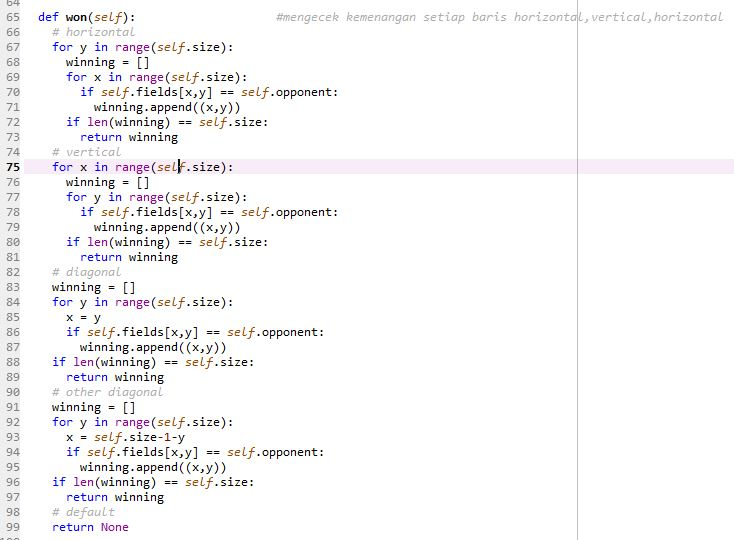 64
65 def won(self): #mengecek kemenangan setiap baris horizontal,vertical,horizontal
66 # horizontal
67 for y in range(self.size):
68 winning = []
69 for x in range(self.size):
70 if self.fields[x,y] == self.opponent:
71 winning.append((x,y))
72 if len(winning) == self.size:
73 return winning
74 # vertical
75 for x in range(self.size):
76 winning = []
77 for y in range(self.size):
78 if self.fields[x,y] == self.opponent:
79 winning.append((x,y))
80 if len(winning) == self.size:
81 return winning
82 # diagonal
83 winning = []
84 for y in range(self.size):
85 x = y
86 if self.fields[x,y] == self.opponent:
87 winning.append((x,y))
88 if len(winning) == self.size:
89 return winning
90 # other diagonal
91 winning = []
92 for y in range(self.size):
93 x = self.size-1-y
94 if self.fields[x,y] == self.opponent:
95 winning.append((x,y))
96 if len(winning) == self.size:
97 return winning
98 # default
99 return None